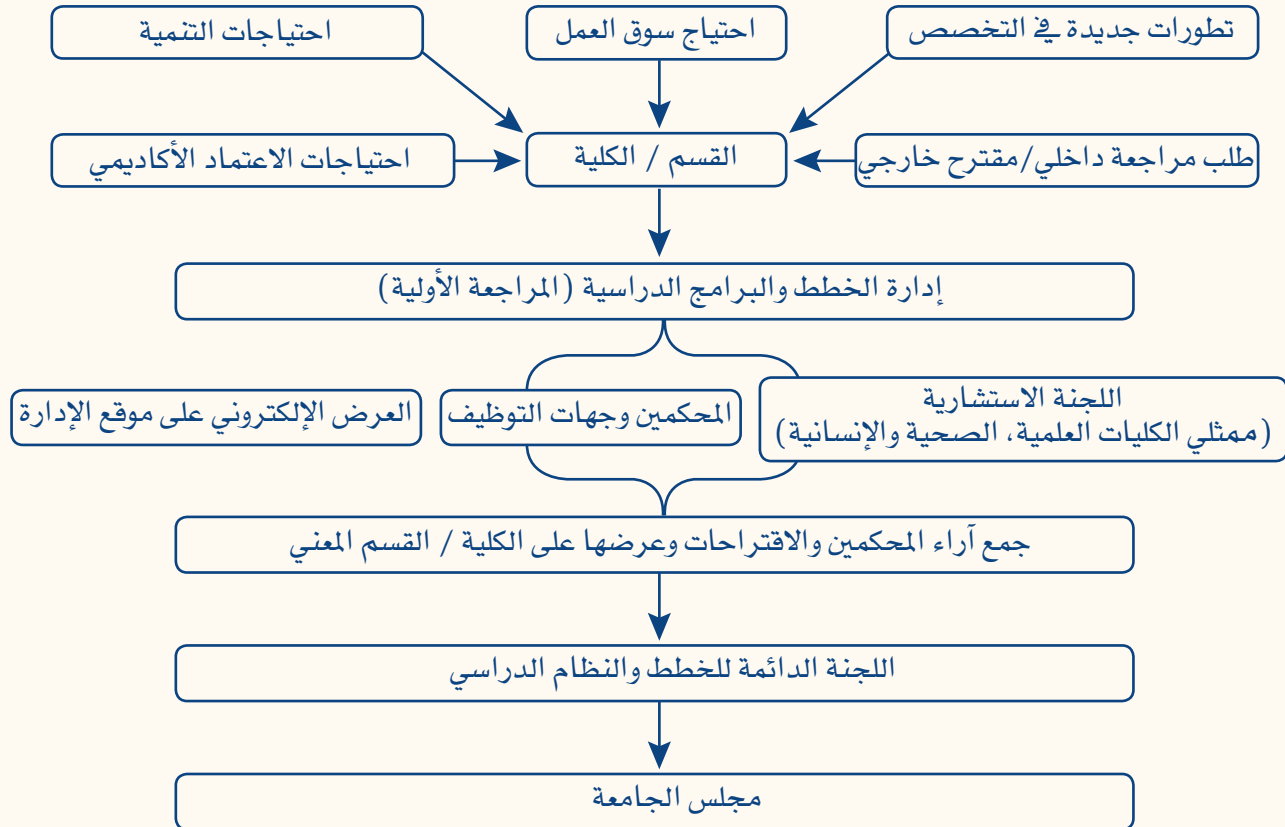 تطورات جديدة في التخصص
احتياج سوق العمل
احتياجات التنمية
طلب مراجعة داخلي/مقترح خارجي
القسم / الكلية
احتياجات الاعتماد الأكاديمي
إدارة الخطط والبرامج الدراسية (المراجعة الأولية)
اللجنة الاستشارية
(ممثلي الكليات العلمية، الصحية والإنسانية)
المحكمين وجهات التوظيف
العرض الإلكتروني على موقع الإدارة
جمع آراء المحكمين والاقتراحات وعرضها على الكلية / القسم المعني
اللجنة الدائمة للخطط والنظام الدراسي
مجلس الجامعة